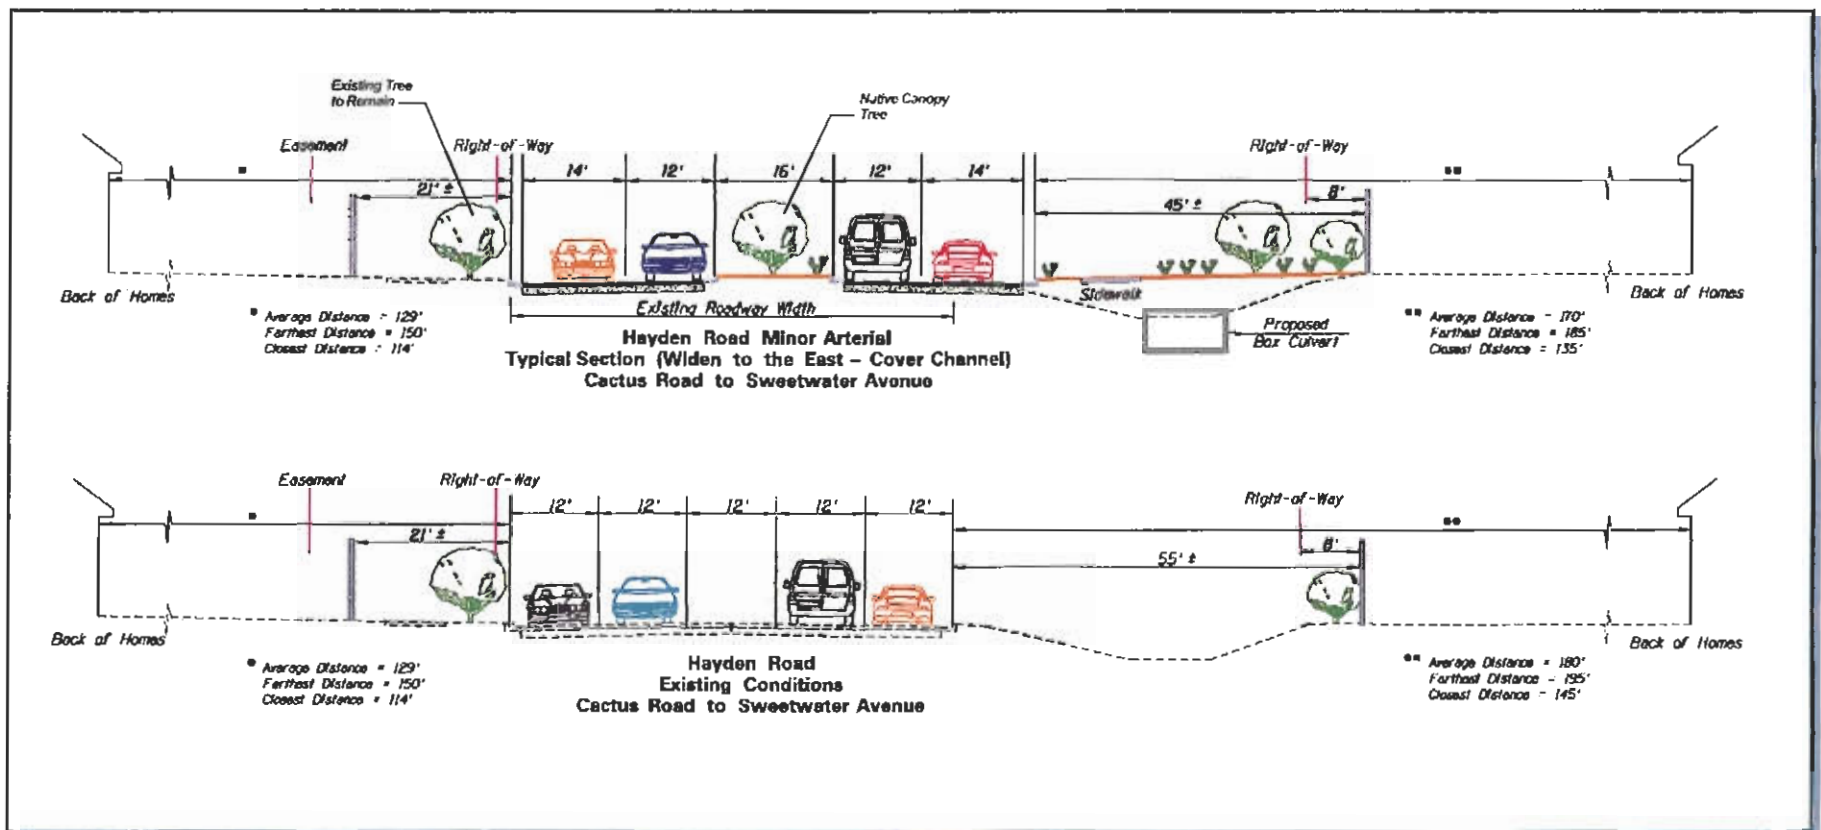 Existing Tree
to Remain
Native Canopy
Tree
Easement
Right-of-Way
Right-of-Way
14'
12'
16'
12'
14'
21' ±
8'
45' ±
Back of Homes
Sidewalk
Back of Homes
Existing Roadway Width
Proposed
Box Culvert
Average Distance = 129'
Farthest Distance = 150'
Closest Distance = 114'
Average Distance = 170'
Farthest Distance = 185'
Closest Distance = 135'
Hayden Road Minor Arterial
Typical Section (Widen to the East - Cover Channel)
Cactus Road to Sweetwater Avenue
Easement
Right-of-Way
Right-of-Way
12'
12'
12'
12'
12'
21' ±
8'
55' ±
Back of Homes
Back of Homes
Average Distance = 129'
Farthest Distance = 150'
Closest Distance = 114'
Average Distance = 180'
Farthest Distance = 195'
Closest Distance = 145'
Hayden Road
Existing Conditions
Cactus Road to Sweetwater Avenue